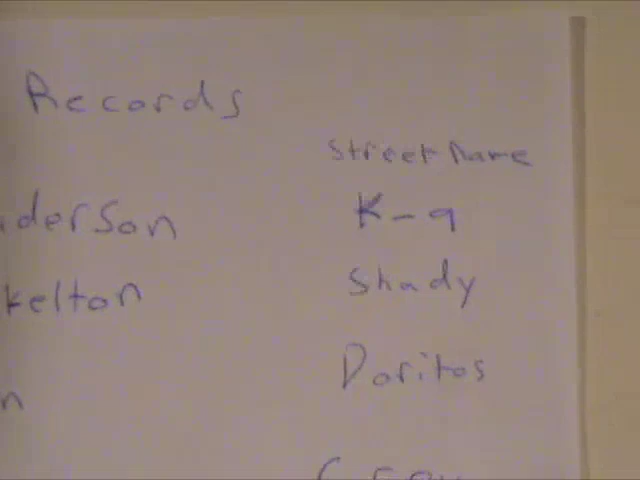 Records
Street Name
derson K-9
kelton Shady
n Doritos